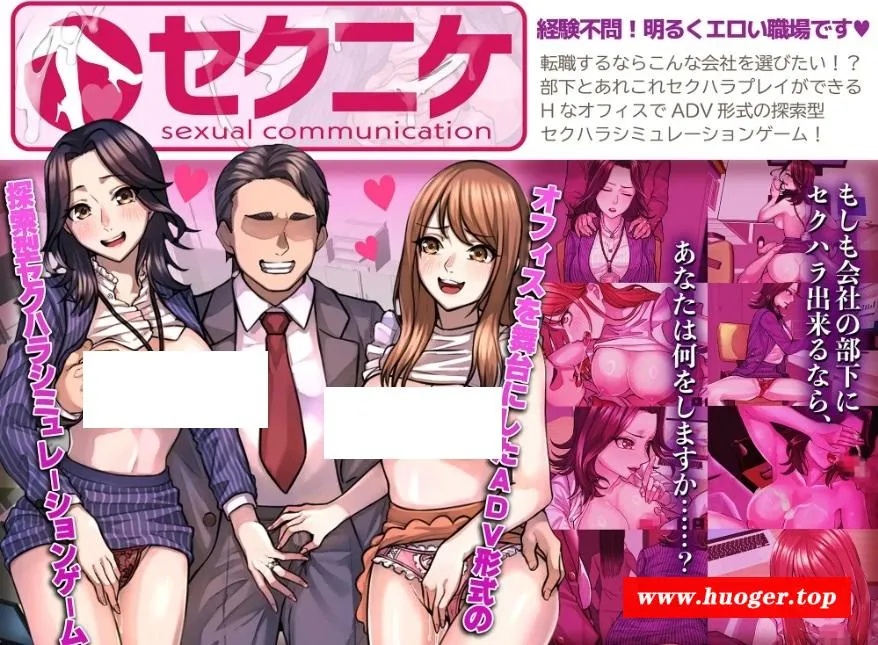 セクニケ
sexual communication
経験不問！明るくエロい職場です♥
転職するならこんな会社を選びたい！？
部下とあれこれセクハラプレイができる
HなオフィスでADV形式の探索型
セクハラシミュレーションゲーム！
探索型セクハラシミュレーションゲーム
オフィスを舞台にしたADV形式の
もしも会社の部下に
セクハラ出来るなら、
あなたは何をしますか……？
www.huoger.top